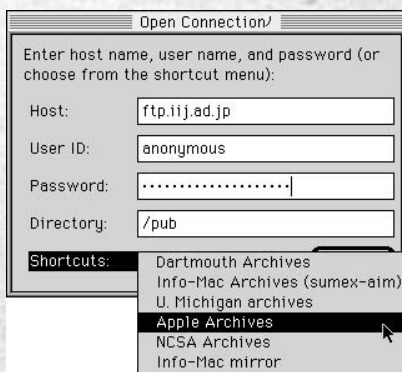 Open Connection
Enter host name, user name, and password (or
choose from the shortcut menu):
Host: ftp.iij.ad.jp
User ID: anonymous
Password: ····················
Directory: /pub
Shortcuts:
Dartmouth Archives
Info-Mac Archives (sumex-aim)
U. Michigan archives
Apple Archives
NCSA Archives
Info-Mac mirror